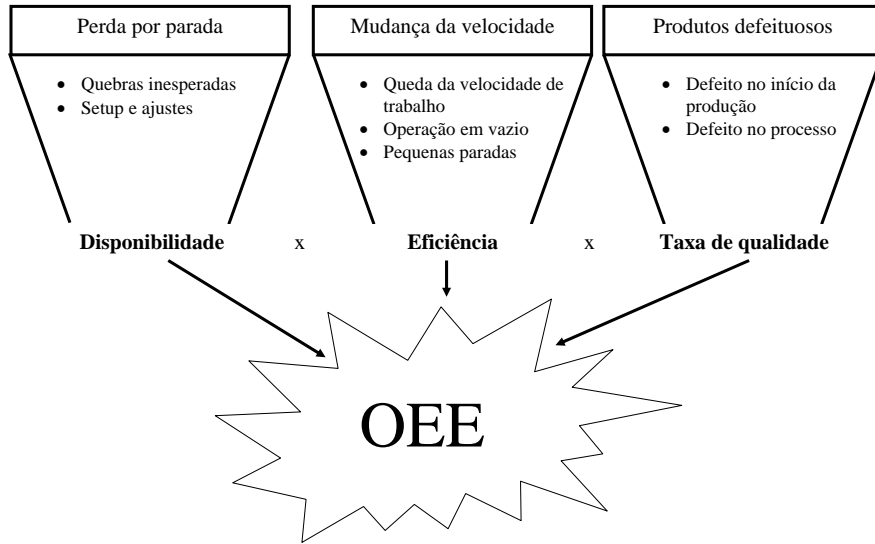 Perda por parada
Mudança da velocidade
Produtos defeituosos
• Quebras inesperadas
• Setup e ajustes
• Queda da velocidade de
trabalho
• Operação em vazio
• Pequenas paradas
• Defeito no início da
produção
• Defeito no processo
Disponibilidade x Eficiência x Taxa de qualidade
OEE